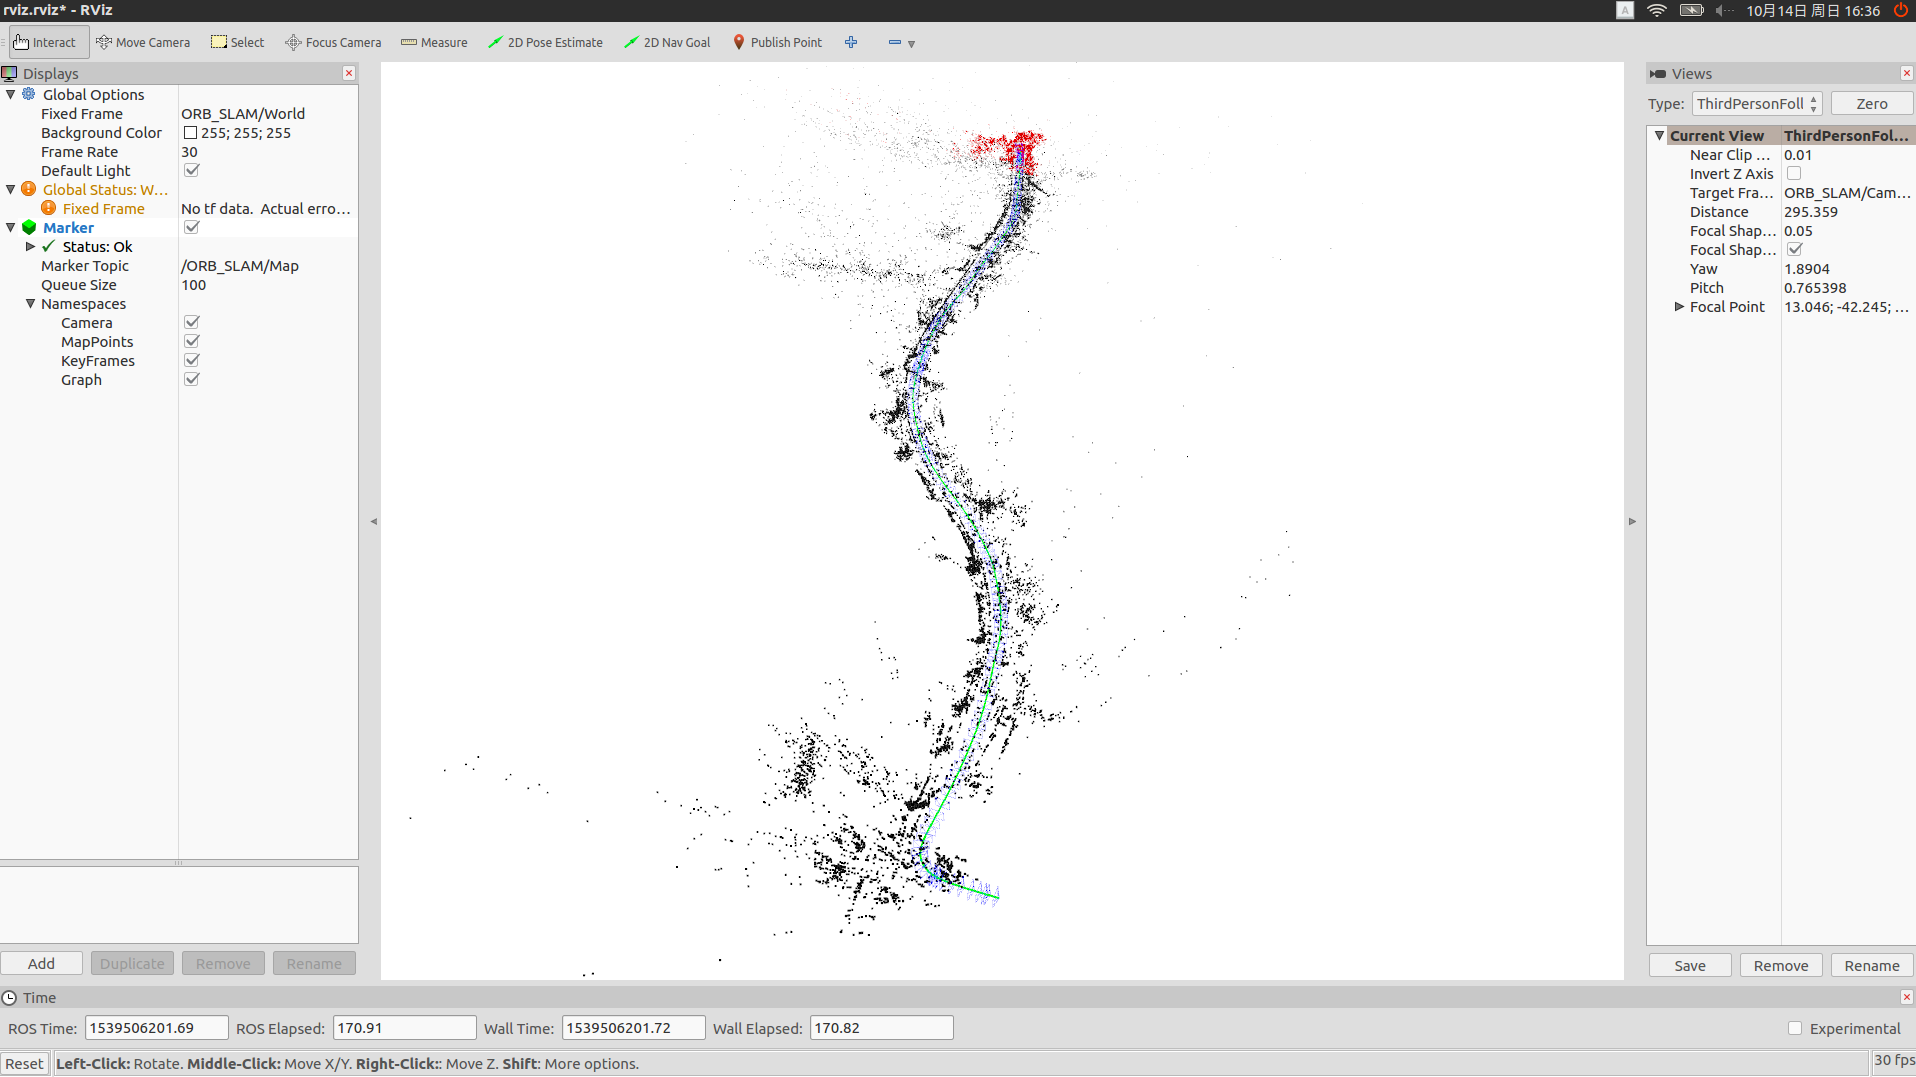 rviz.rviz* - RViz
A
10月14日 周日 16:36
Interact Move Camera Select Focus Camera Measure 2D Pose Estimate 2D Nav Goal Publish Point
Displays
Global Options
Fixed Frame ORB_SLAM/World
Background Color 255; 255; 255
Frame Rate 30
Default Light
Global Status: W...
Fixed Frame No tf data. Actual erro...
Marker
Status: Ok
Marker Topic /ORB_SLAM/Map
Queue Size 100
Namespaces
Camera
MapPoints
KeyFrames
Graph
Add Duplicate Remove Rename
Views
Type: ThirdPersonFoll Zero
Current View ThirdPersonFol...
Near Clip ... 0.01
Invert Z Axis
Target Fra... ORB_SLAM/Cam...
Distance 295.359
Focal Shap... 0.05
Focal Shap...
Yaw 1.8904
Pitch 0.765398
Focal Point 13.046; -42.245; ...
Save Remove Rename
Time
ROS Time: 1539506201.69 ROS Elapsed: 170.91 Wall Time: 1539506201.72 Wall Elapsed: 170.82 Experimental
Reset Left-Click: Rotate. Middle-Click: Move X/Y. Right-Click:: Move Z. Shift: More options. 30 fps